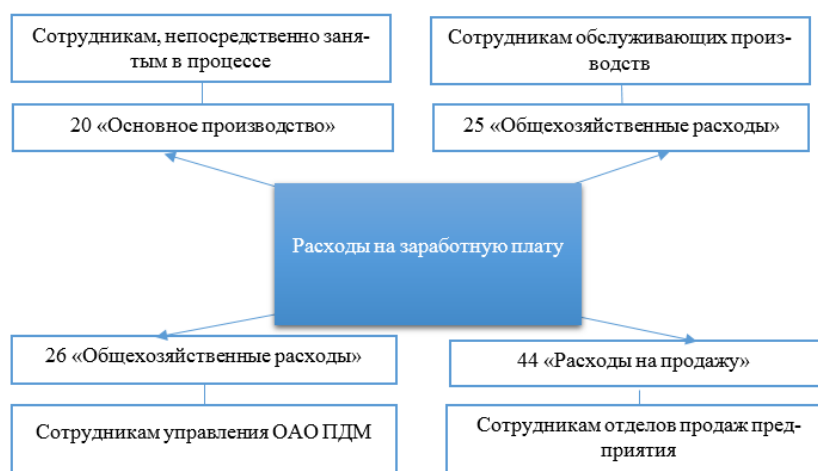 Сотрудникам, непосредственно заня-
тым в процессе
Сотрудникам обслуживающих произ-
водств
20 «Основное производство»
25 «Общехозяйственные расходы»
Расходы на заработную плату
26 «Общехозяйственные расходы»
44 «Расходы на продажу»
Сотрудникам управления ОАО ПДМ
Сотрудникам отделов продаж пред-
приятия